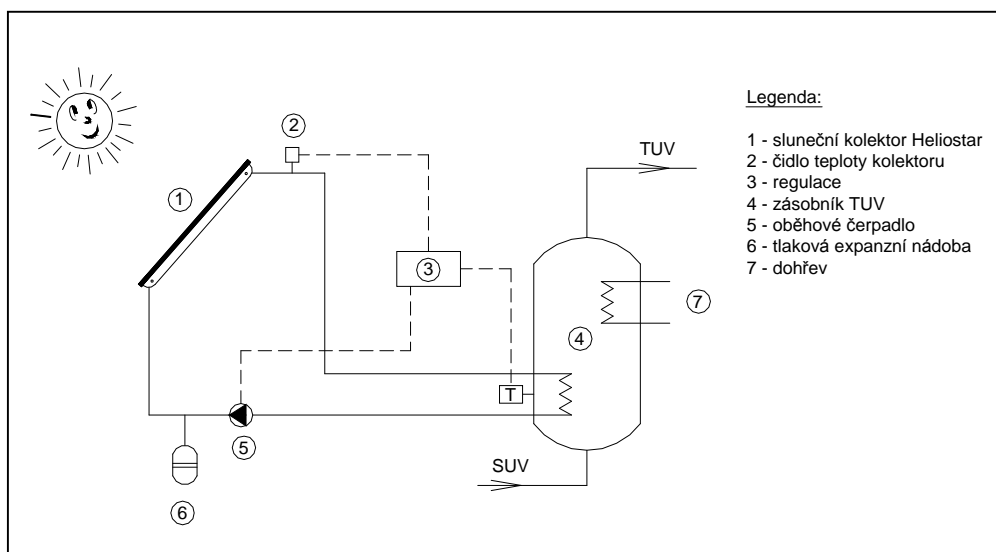 Legenda:
1 - sluneční kolektor Heliostar
2 - čidlo teploty kolektoru
3 - regulace
4 - zásobník TUV
5 - oběhové čerpadlo
6 - tlaková expanzní nádoba
7 - dohřev
2
TUV
1
3
7
4
T
5
SUV
6